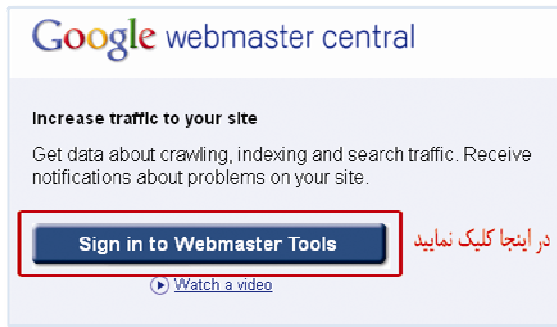 Google webmaster central
Increase traffic to your site
Get data about crawling, indexing and search traffic. Receive
notifications about problems on your site.
Sign in to Webmaster Tools
در اینجا کلیک نمایید
Watch a video